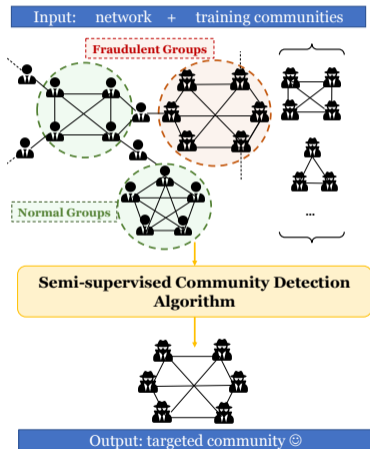 Input: network + training communities
Fraudulent Groups
Normal Groups
...
Semi-supervised Community Detection
Algorithm
Output: targeted community ☺